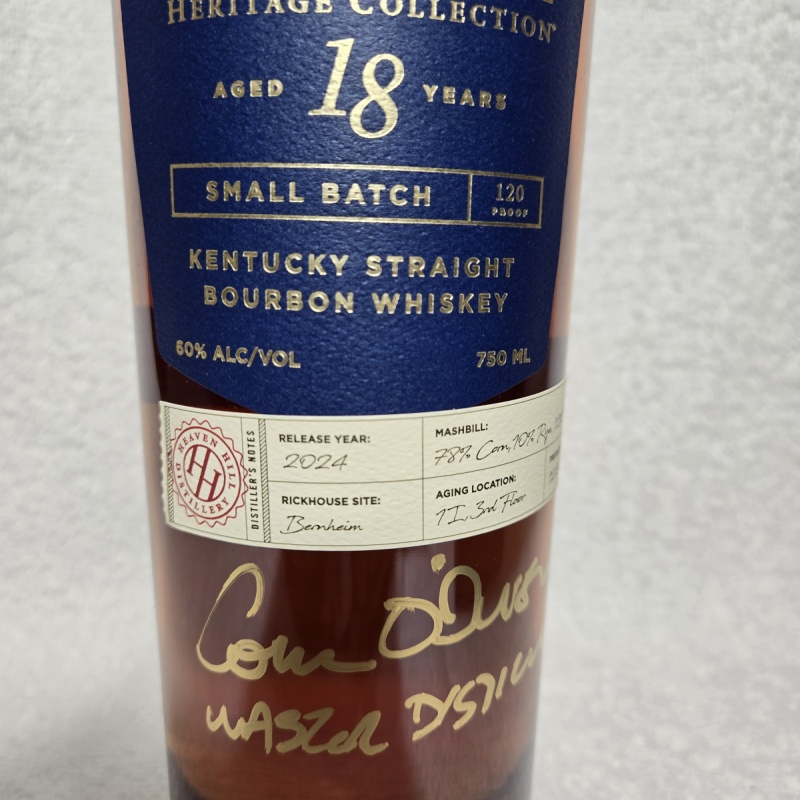 HERITAGE COLLECTION®
AGED 18 YEARS
SMALL BATCH
120
PROOF
KENTUCKY STRAIGHT
BOURBON WHISKEY
60% ALC/VOL
750 ML
HEAVEN HILL
HH
DISTILLERY
DISTILLER'S NOTES
RELEASE YEAR:
2024
MASHBILL:
78% Corn, 10% Rye,
RICKHOUSE SITE:
Bernheim
AGING LOCATION:
1I, 3rd Floor
MASTER